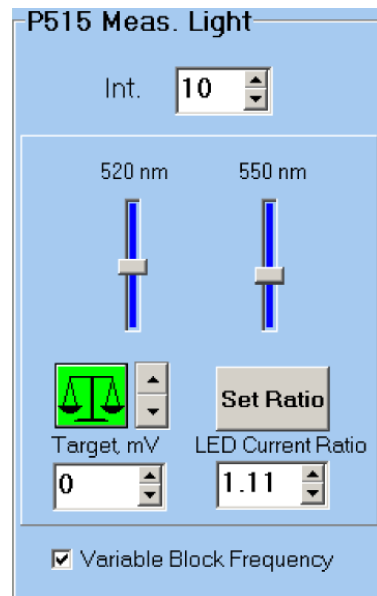 P515 Meas. Light
Int. 10
520 nm 550 nm
Set Ratio
Target, mV LED Current Ratio
0 1.11
Variable Block Frequency